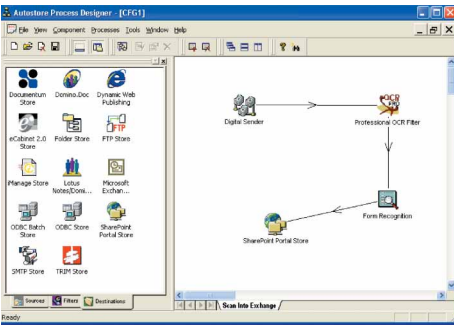 Autostore Process Designer - [CFG1]
File View Component Processes Tools Window Help
Documentum Store
Domino.Doc
Dynamic Web Publishing
eCabinet 2.0 Store
Folder Store
FTP Store
iManage Store
Lotus Notes/Domi...
Microsoft Exchan...
ODBC Batch Store
ODBC Store
SharePoint Portal Store
SMTP Store
TRIM Store
Sources Filters Destinations
Digital Sender
OCR
Professional OCR Filter
Form Recognition
SharePoint Portal Store
Scan Into Exchange
Ready